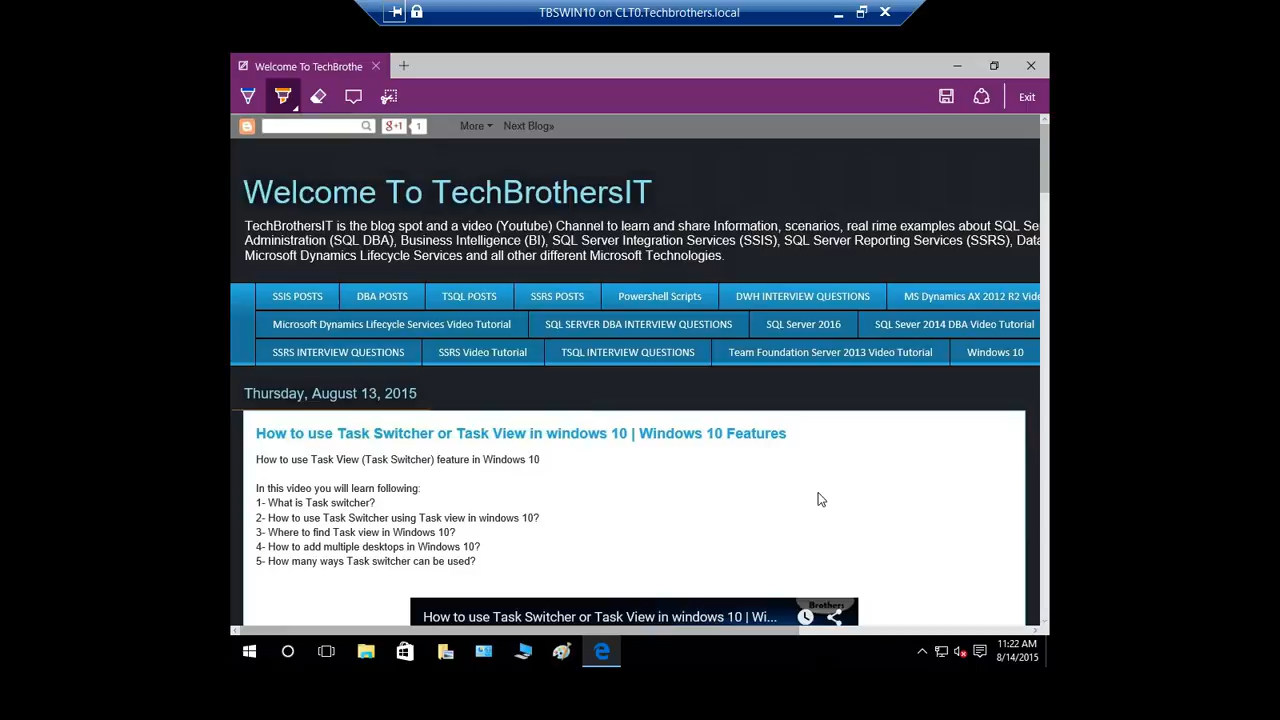 TBSWIN10 on CLT0.Techbrothers.local
Welcome To TechBrothe
Exit
g+1 1 More Next Blog»
Welcome To TechBrothersIT
TechBrothersIT is the blog spot and a video (Youtube) Channel to learn and share Information, scenarios, real rime examples about SQL Se
Administration (SQL DBA), Business Intelligence (BI), SQL Server Integration Services (SSIS), SQL Server Reporting Services (SSRS), Data
Microsoft Dynamics Lifecycle Services and all other different Microsoft Technologies.
SSIS POSTS DBA POSTS TSQL POSTS SSRS POSTS Powershell Scripts DWH INTERVIEW QUESTIONS MS Dynamics AX 2012 R2 Vide
Microsoft Dynamics Lifecycle Services Video Tutorial SQL SERVER DBA INTERVIEW QUESTIONS SQL Server 2016 SQL Sever 2014 DBA Video Tutorial
SSRS INTERVIEW QUESTIONS SSRS Video Tutorial TSQL INTERVIEW QUESTIONS Team Foundation Server 2013 Video Tutorial Windows 10
Thursday, August 13, 2015
How to use Task Switcher or Task View in windows 10 | Windows 10 Features
How to use Task View (Task Switcher) feature in Windows 10
In this video you will learn following:
1- What is Task switcher?
2- How to use Task Switcher using Task view in windows 10?
3- Where to find Task view in Windows 10?
4- How to add multiple desktops in Windows 10?
5- How many ways Task switcher can be used?
Brothers
How to use Task Switcher or Task View in windows 10 | Wi...
11:22 AM
8/14/2015